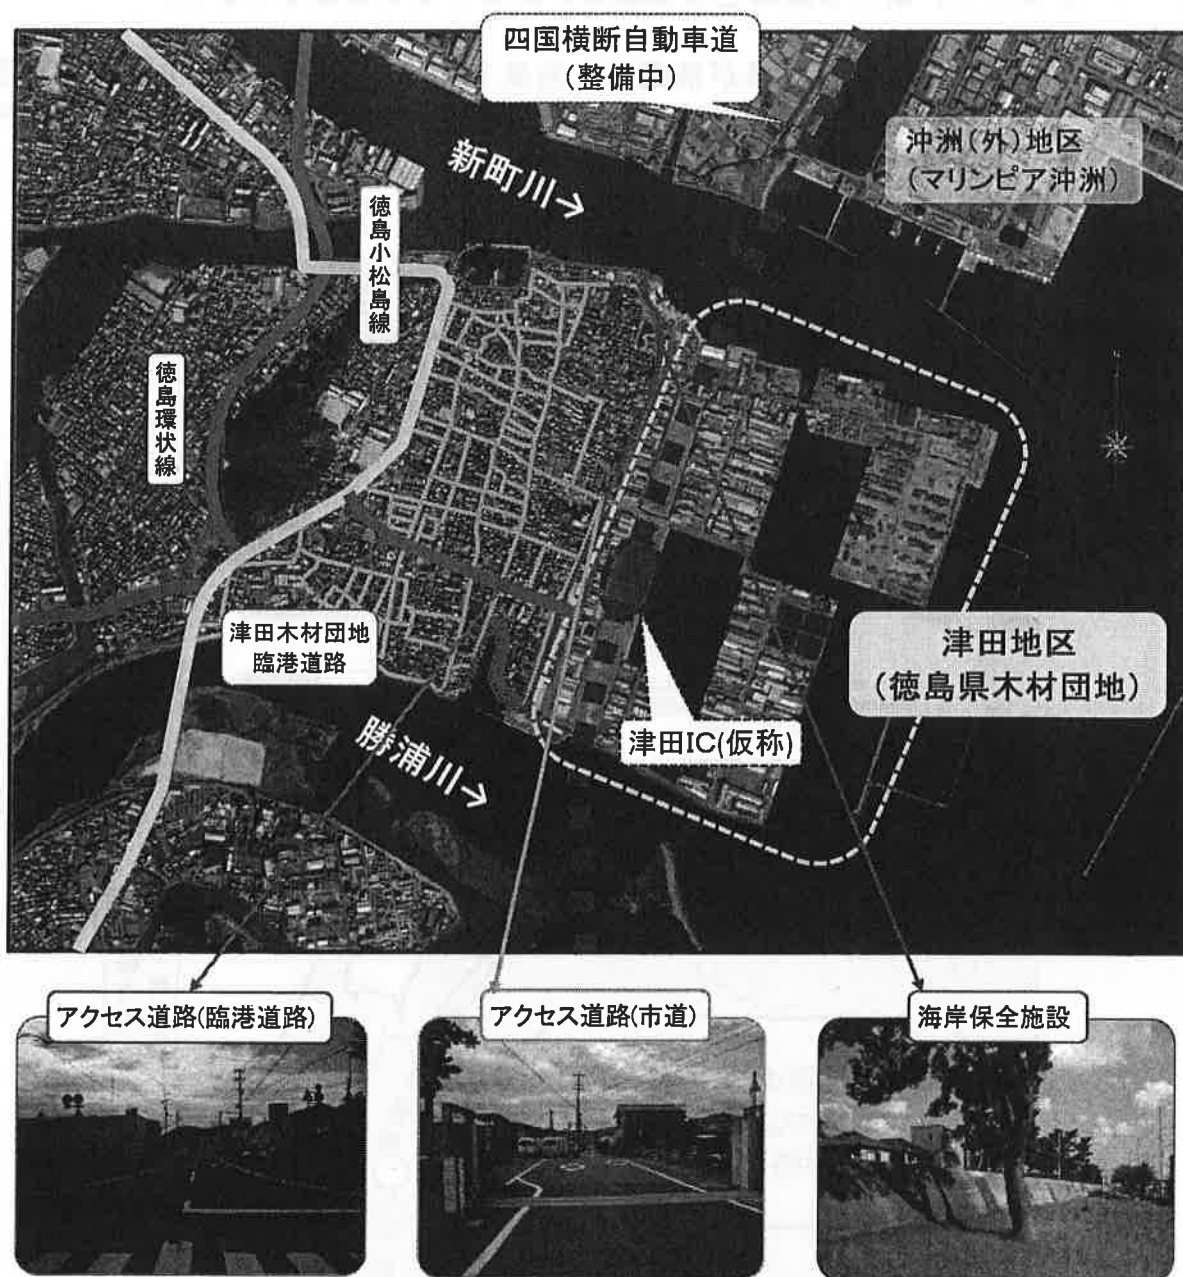 四国横断自動車道
(整備中)
沖洲(外)地区
(マリンピア沖洲)
新町川→
徳島小松島線
徳島環状線
津田木材団地
臨港道路
津田地区
(徳島県木材団地)
津田IC(仮称)
勝浦川→
アクセス道路(臨港道路)
アクセス道路(市道)
海岸保全施設